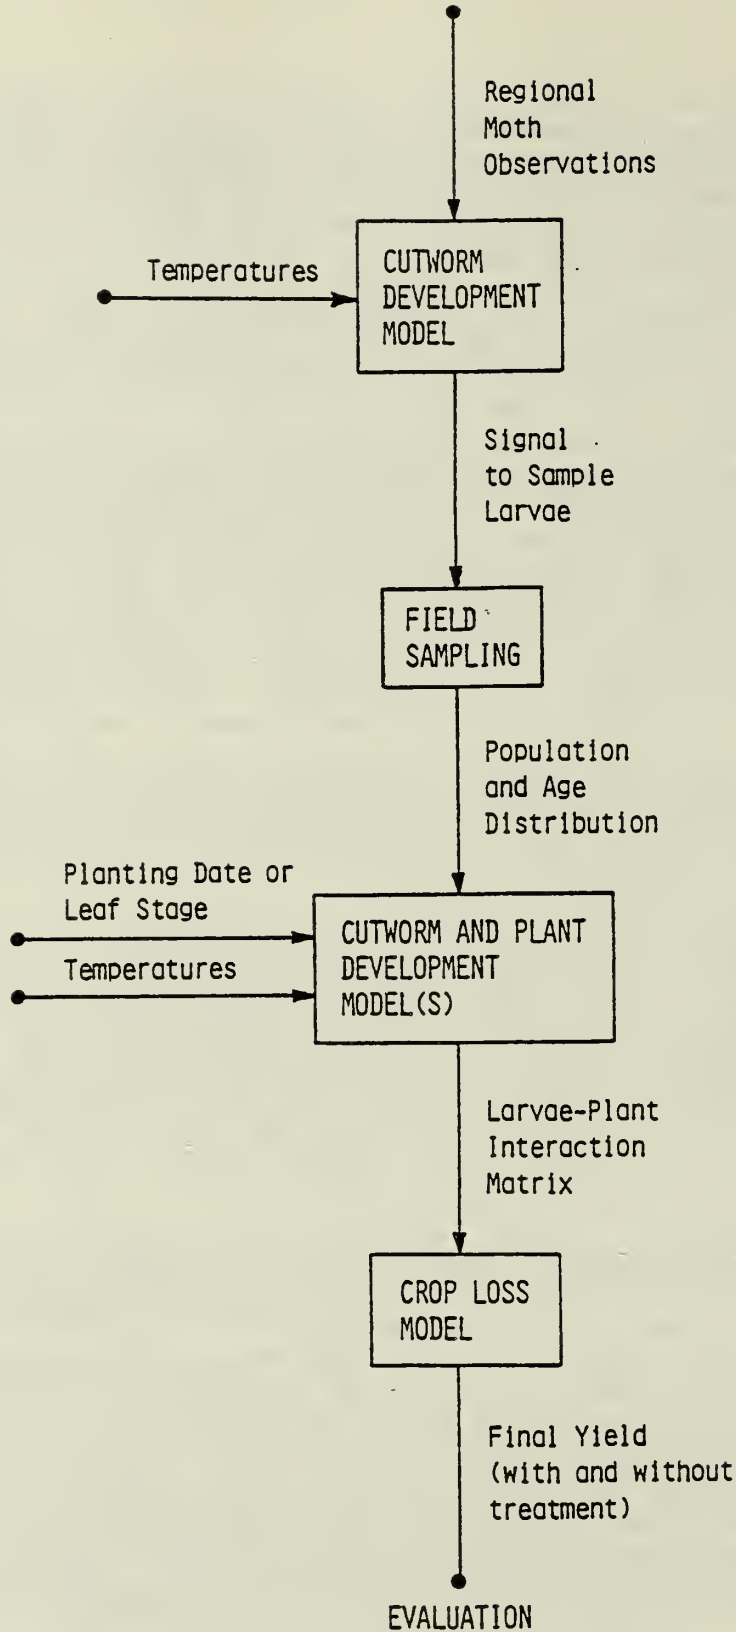 Regional
Moth
Observations
Temperatures
CUTWORM
DEVELOPMENT
MODEL
Signal
to Sample
Larvae
FIELD
SAMPLING
Population
and Age
Distribution
Planting Date or
Leaf Stage
Temperatures
CUTWORM AND PLANT
DEVELOPMENT
MODEL(S)
Larvae-Plant
Interaction
Matrix
CROP LOSS
MODEL
Final Yield
(with and without
treatment)
EVALUATION